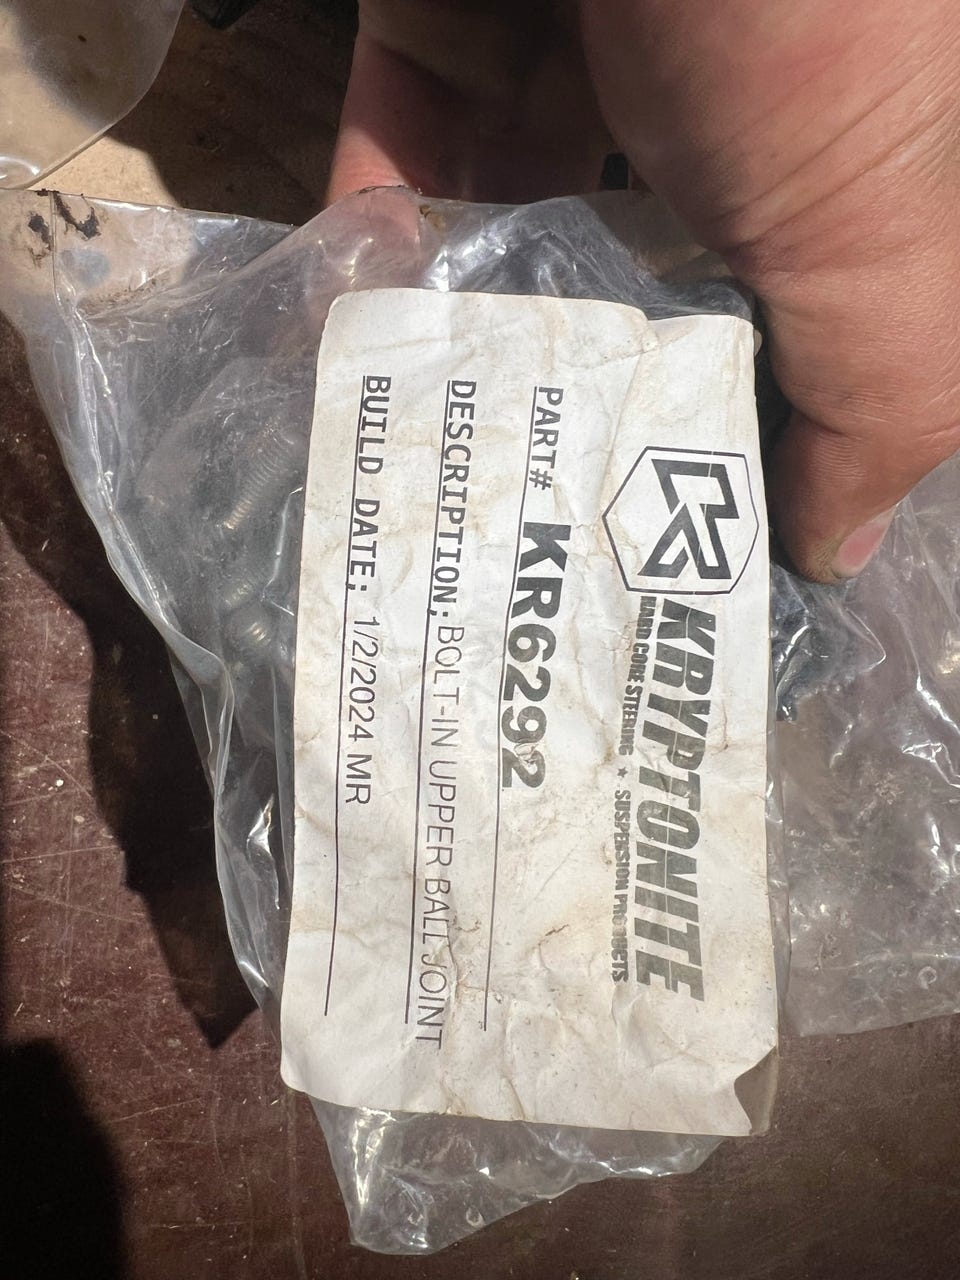 KRYPTONITE
HARD CORE STEERING ★ SUSPENSION PRODUCTS
PART# KR6292
DESCRIPTION: BOLT-IN UPPER BALL JOINT
BUILD DATE: 1/2/2024 MR